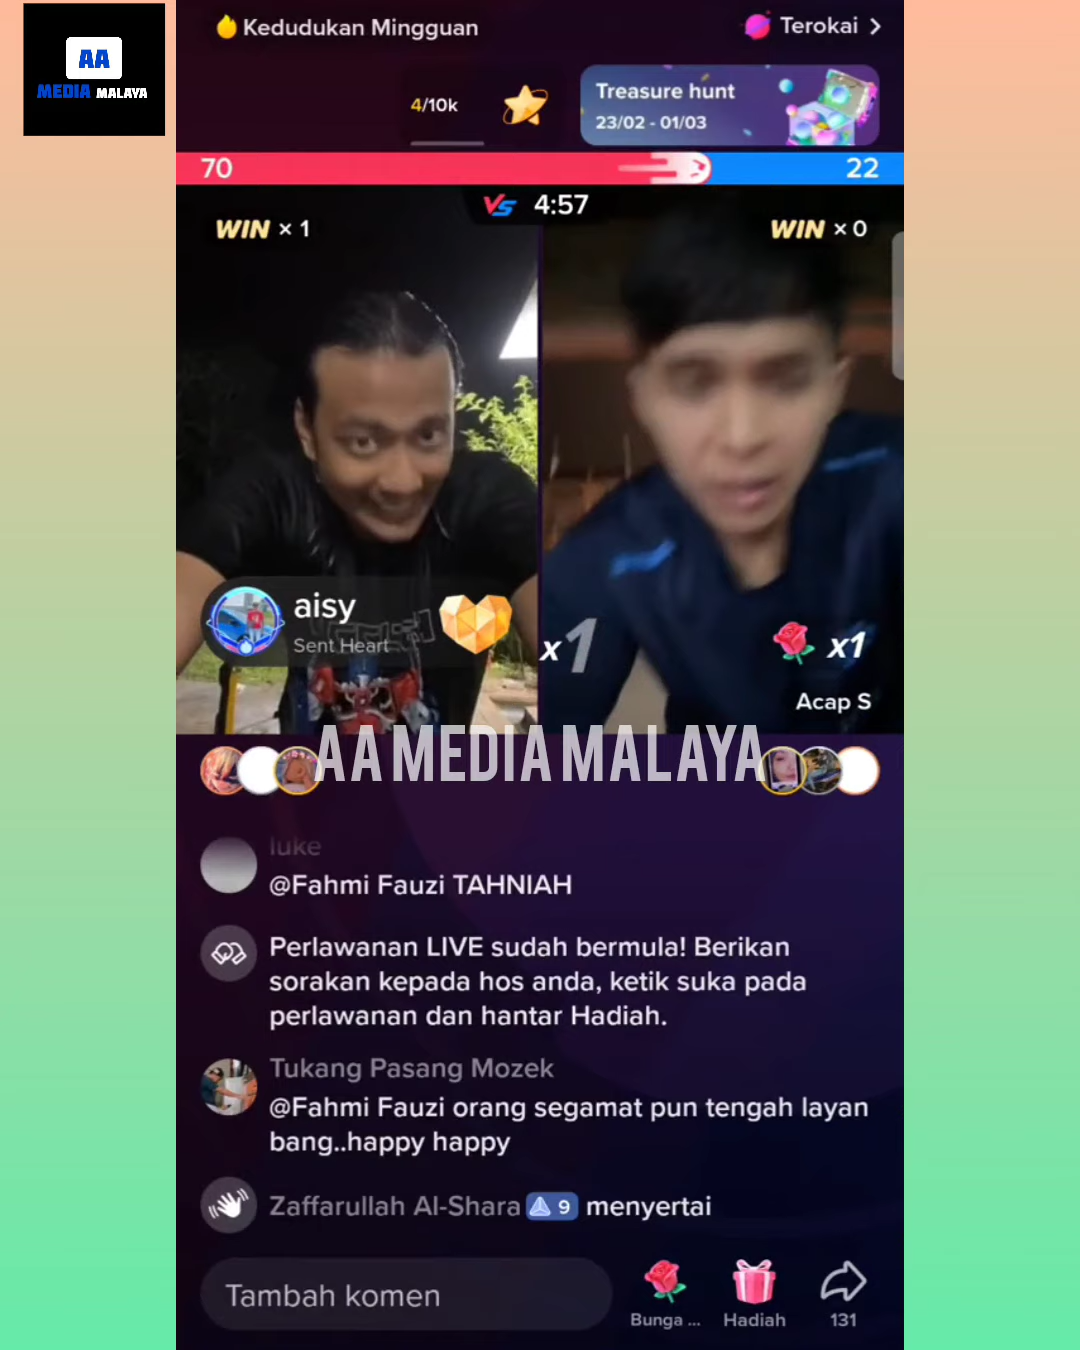 AA
MEDIA MALAYA
Kedudukan Mingguan
Terokai
4/10k
Treasure hunt
23/02 - 01/03
70
22
VS 4:57
WIN × 1
WIN × 0
aisy
Sent Heart
x1
x1
Acap S
AA MEDIA MALAYA
luke
@Fahmi Fauzi TAHNIAH
Perlawanan LIVE sudah bermula! Berikan
sorakan kepada hos anda, ketik suka pada
perlawanan dan hantar Hadiah.
Tukang Pasang Mozek
@Fahmi Fauzi orang segamat pun tengah layan
bang..happy happy
Zaffarullah Al-Shara 9 menyertai
Tambah komen
Bunga ...
Hadiah
131